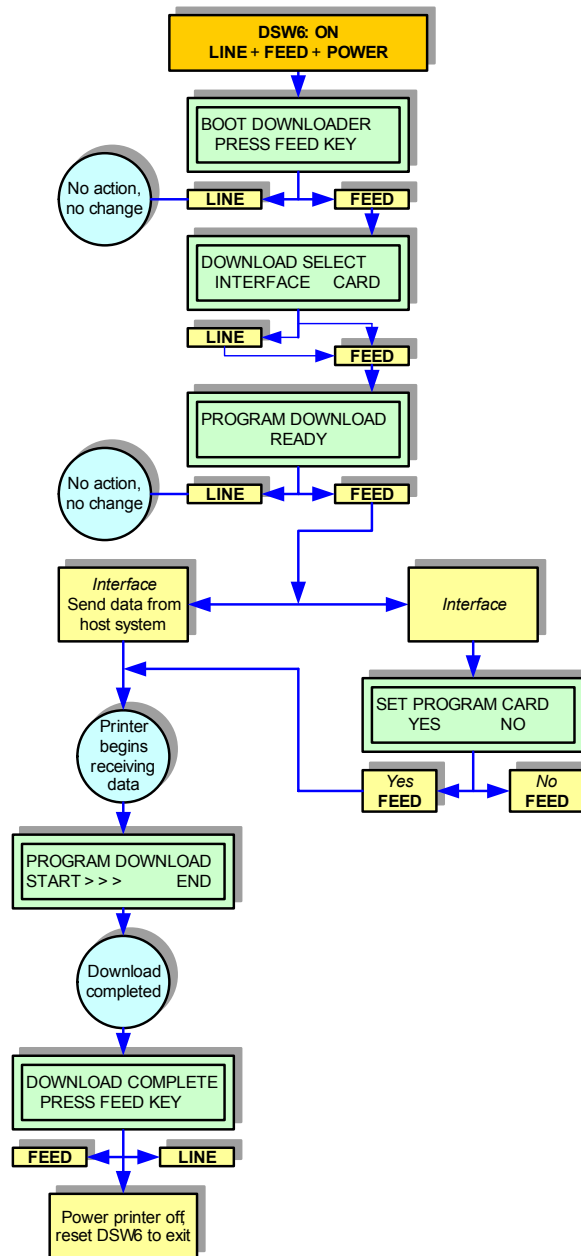 DSW6: ON
LINE + FEED + POWER
BOOT DOWNLOADER
PRESS FEED KEY
No action,
no change
LINE
FEED
DOWNLOAD SELECT
INTERFACE CARD
LINE
FEED
PROGRAM DOWNLOAD
READY
No action,
no change
LINE
FEED
Interface
Send data from
host system
Interface
SET PROGRAM CARD
YES NO
Printer
begins
receiving
data
Yes
FEED
No
FEED
PROGRAM DOWNLOAD
START > > > END
Download
completed
DOWNLOAD COMPLETE
PRESS FEED KEY
FEED
LINE
Power printer off,
reset DSW6 to exit